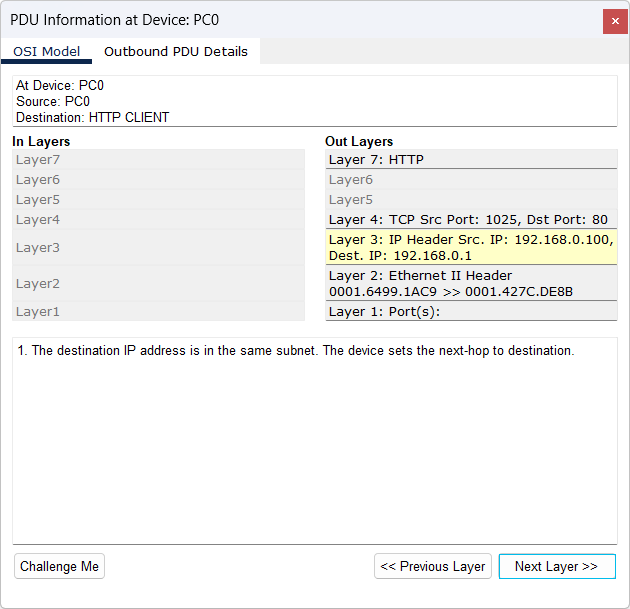 PDU Information at Device: PC0
OSI Model
Outbound PDU Details
At Device: PC0
Source: PC0
Destination: HTTP CLIENT
In Layers
Layer7
Layer6
Layer5
Layer4
Layer3
Layer2
Layer1
Out Layers
Layer 7: HTTP
Layer6
Layer5
Layer 4: TCP Src Port: 1025, Dst Port: 80
Layer 3: IP Header Src. IP: 192.168.0.100,
Dest. IP: 192.168.0.1
Layer 2: Ethernet II Header
0001.6499.1AC9 >> 0001.427C.DE8B
Layer 1: Port(s):
1. The destination IP address is in the same subnet. The device sets the next-hop to destination.
Challenge Me
<< Previous Layer
Next Layer >>